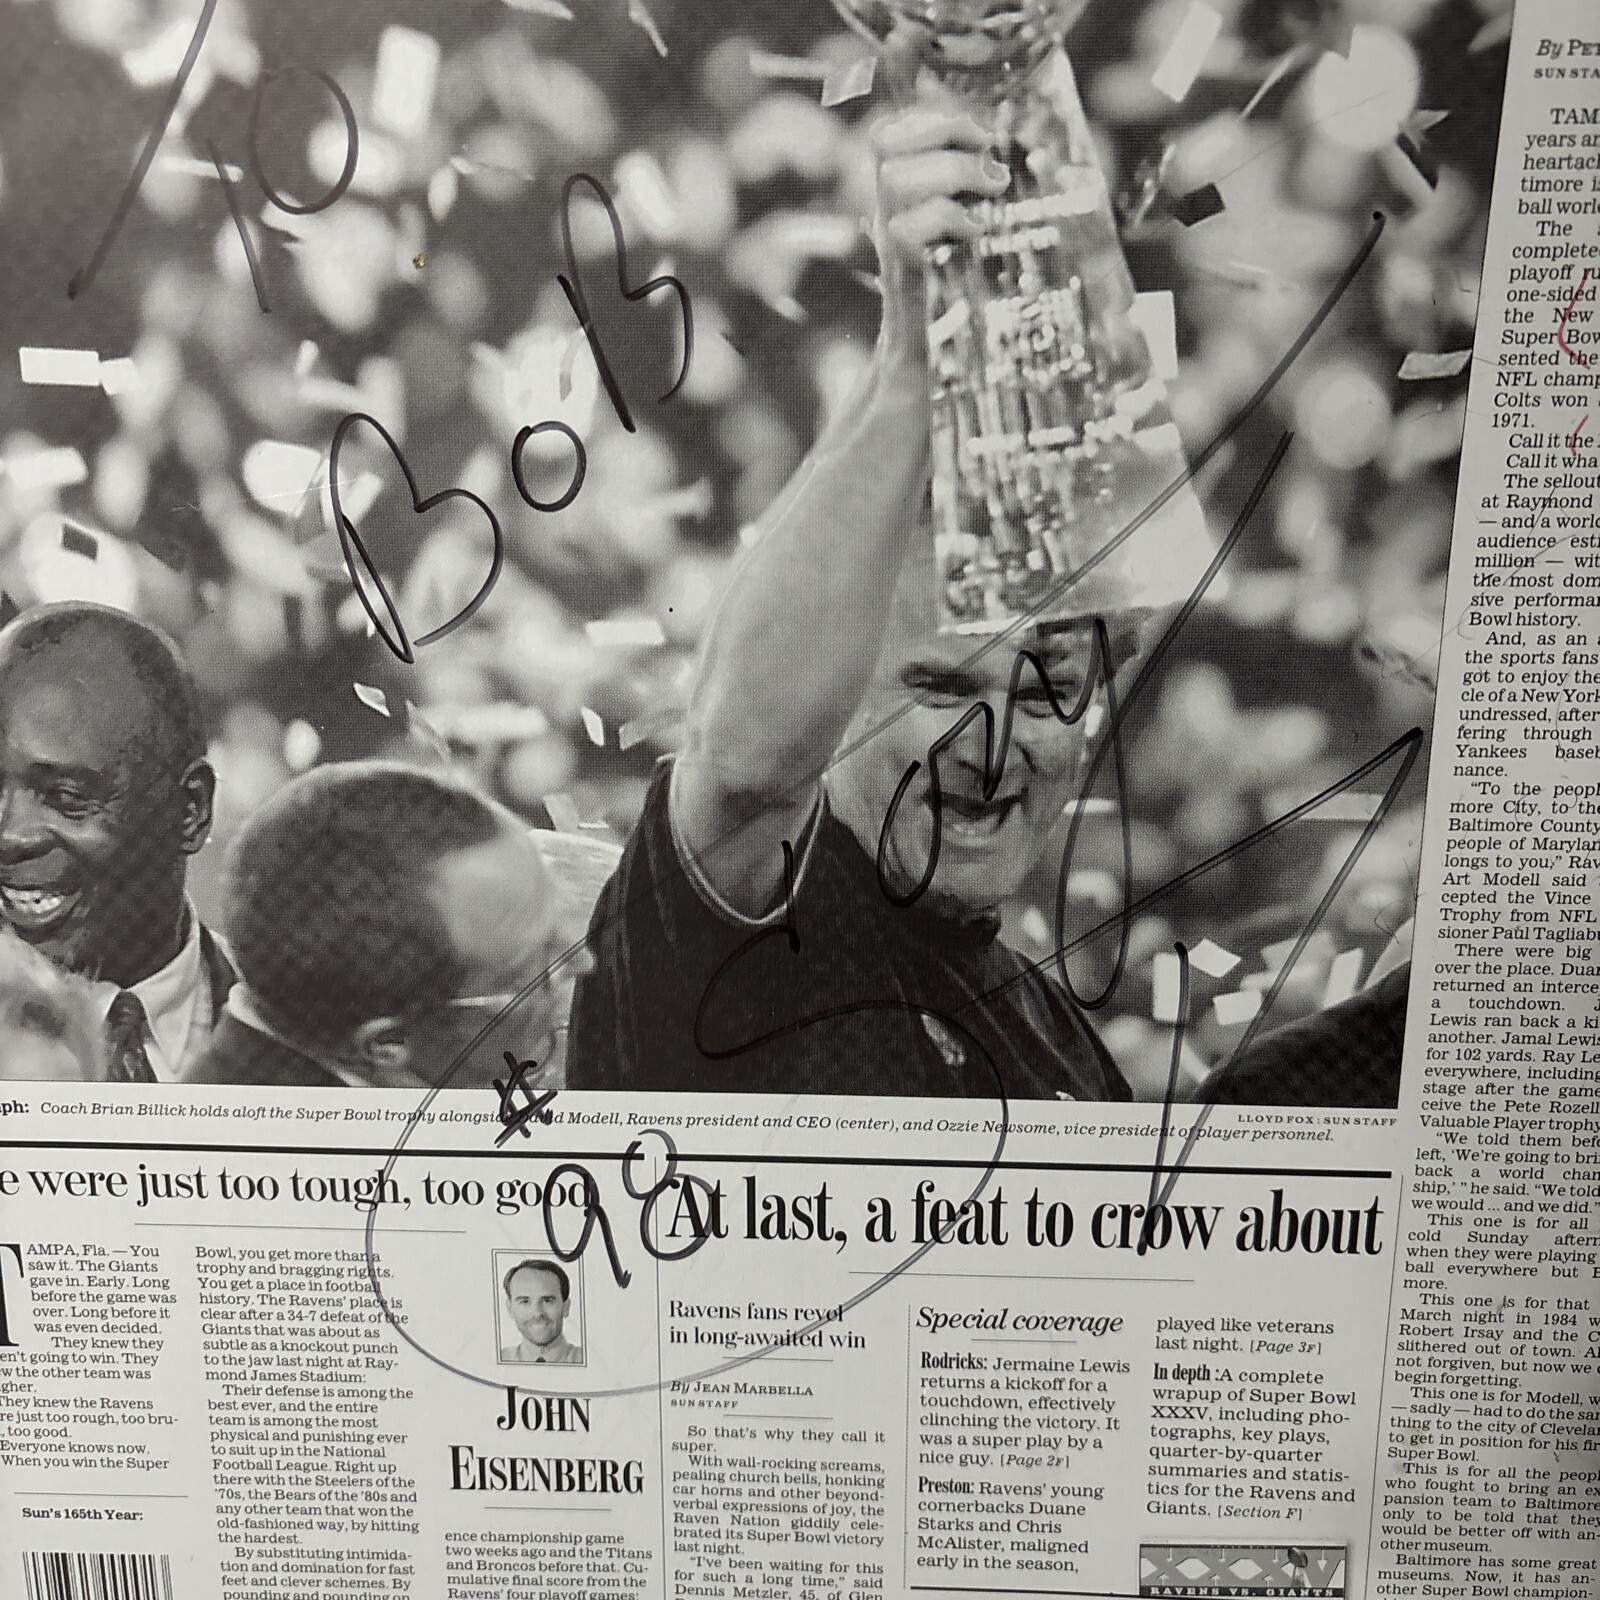 To
BoB
#
98
By PET
SUN STA
TAM
years an
heartach
timore is
ball worl
The
complete
playoff ru
one-sided
the New
Super Bow
sented the
NFL champ
Colts won
1971.
Call it the
Call it wha
The sellout
at Raymond
— and a world
audience esti
million — wit
the most dom
sive performa
Bowl history.
And, as an a
the sports fans
got to enjoy the
cle of a New York
undressed, after
fering through
Yankees baseb
nance.
"To the peopl
more City, to the
Baltimore County
people of Marylan
longs to you," Rav
Art Modell said
cepted the Vince
Trophy from NFL
sioner Paul Tagliabu
There were big
over the place. Duan
returned an interce
a touchdown. J
Lewis ran back a ki
another. Jamal Lewis
for 102 yards. Ray Le
everywhere, including
stage after the game
ceive the Pete Rozell
Valuable Player trophy
"We told them befo
left, 'We're going to bri
back a world cham
ship,' " he said. "We told
we would ... and we did."
This one is for all
cold Sunday aftern
when they were playing
ball everywhere but B
more.
This one is for that
March night in 1984 w
Robert Irsay and the C
slithered out of town. Al
not forgiven, but now we c
begin forgetting.
This one is for Modell, w
— sadly — had to do the sam
thing to the city of Clevelan
to get in position for his fir
Super Bowl.
This is for all the peopl
who fought to bring an ex
pansion team to Baltimore
only to be told that they
would be better off with an-
other museum.
Baltimore has some great
museums. Now, it has an-
other Super Bowl champion-
aph: Coach Brian Billick holds aloft the Super Bowl trophy alongside David Modell, Ravens president and CEO (center), and Ozzie Newsome, vice president of player personnel.
LLOYD FOX : SUN STAFF
e were just too tough, too good
TAMPA, Fla. — You
saw it. The Giants
gave in. Early. Long
before the game was
over. Long before it
was even decided.
They knew they
en't going to win. They
w the other team was
gher.
They knew the Ravens
re just too rough, too bru-
, too good.
Everyone knows now.
When you win the Super
Sun's 165th Year:
Bowl, you get more than a
trophy and bragging rights.
You get a place in football
history. The Ravens' place is
clear after a 34-7 defeat of the
Giants that was about as
subtle as a knockout punch
to the jaw last night at Ray-
mond James Stadium:
Their defense is among the
best ever, and the entire
team is among the most
physical and punishing ever
to suit up in the National
Football League. Right up
there with the Steelers of the
'70s, the Bears of the '80s and
any other team that won the
old-fashioned way, by hitting
the hardest.
By substituting intimida-
tion and domination for fast
feet and clever schemes. By
pounding and pounding on
JOHN
EISENBERG
ence championship game
two weeks ago and the Titans
and Broncos before that. Cu-
mulative final score from the
Ravens' four playoff games:
At last, a feat to crow about
Ravens fans revel
in long-awaited win
By JEAN MARBELLA
SUN STAFF
So that's why they call it
super.
With wall-rocking screams,
pealing church bells, honking
car horns and other beyond-
verbal expressions of joy, the
Raven Nation giddily cele-
brated its Super Bowl victory
last night.
"I've been waiting for this
for such a long time," said
Dennis Metzler, 45, of Glen
Special coverage
Rodricks: Jermaine Lewis
returns a kickoff for a
touchdown, effectively
clinching the victory. It
was a super play by a
nice guy. [Page 2F]
Preston: Ravens' young
cornerbacks Duane
Starks and Chris
McAlister, maligned
early in the season,
played like veterans
last night. [Page 3F]
In depth :A complete
wrapup of Super Bowl
XXXV, including pho-
tographs, key plays,
quarter-by-quarter
summaries and statis-
tics for the Ravens and
Giants. [Section F]
XXXV
RAVENS VS. GIANTS